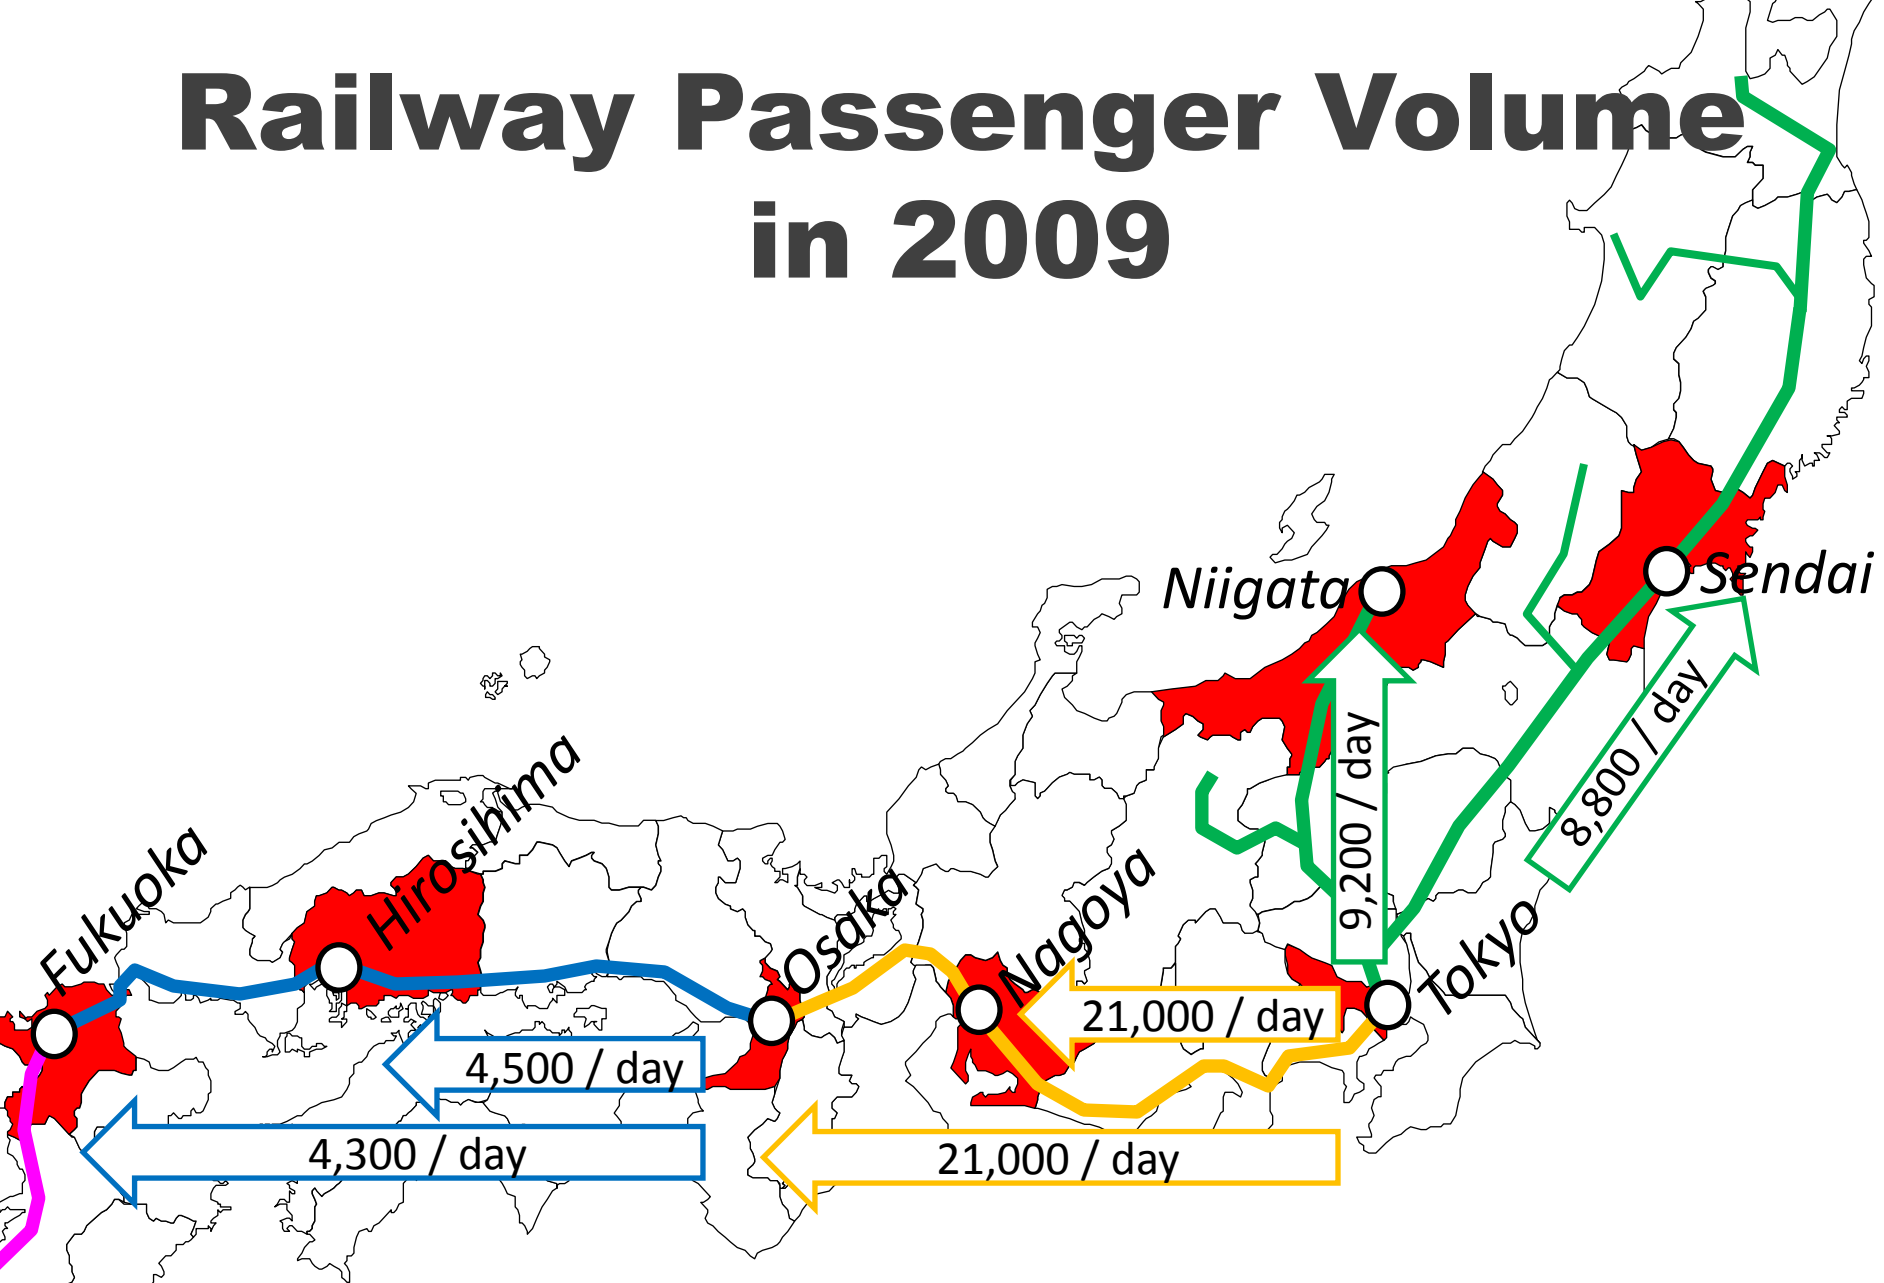 Railway Passenger Volume
in 2009
Niigata
Sendai
8,800 / day
9,200 / day
Fukuoka
Hirosihima
Osaka
Nagoya
Tokyo
21,000 / day
4,500 / day
4,300 / day
21,000 / day